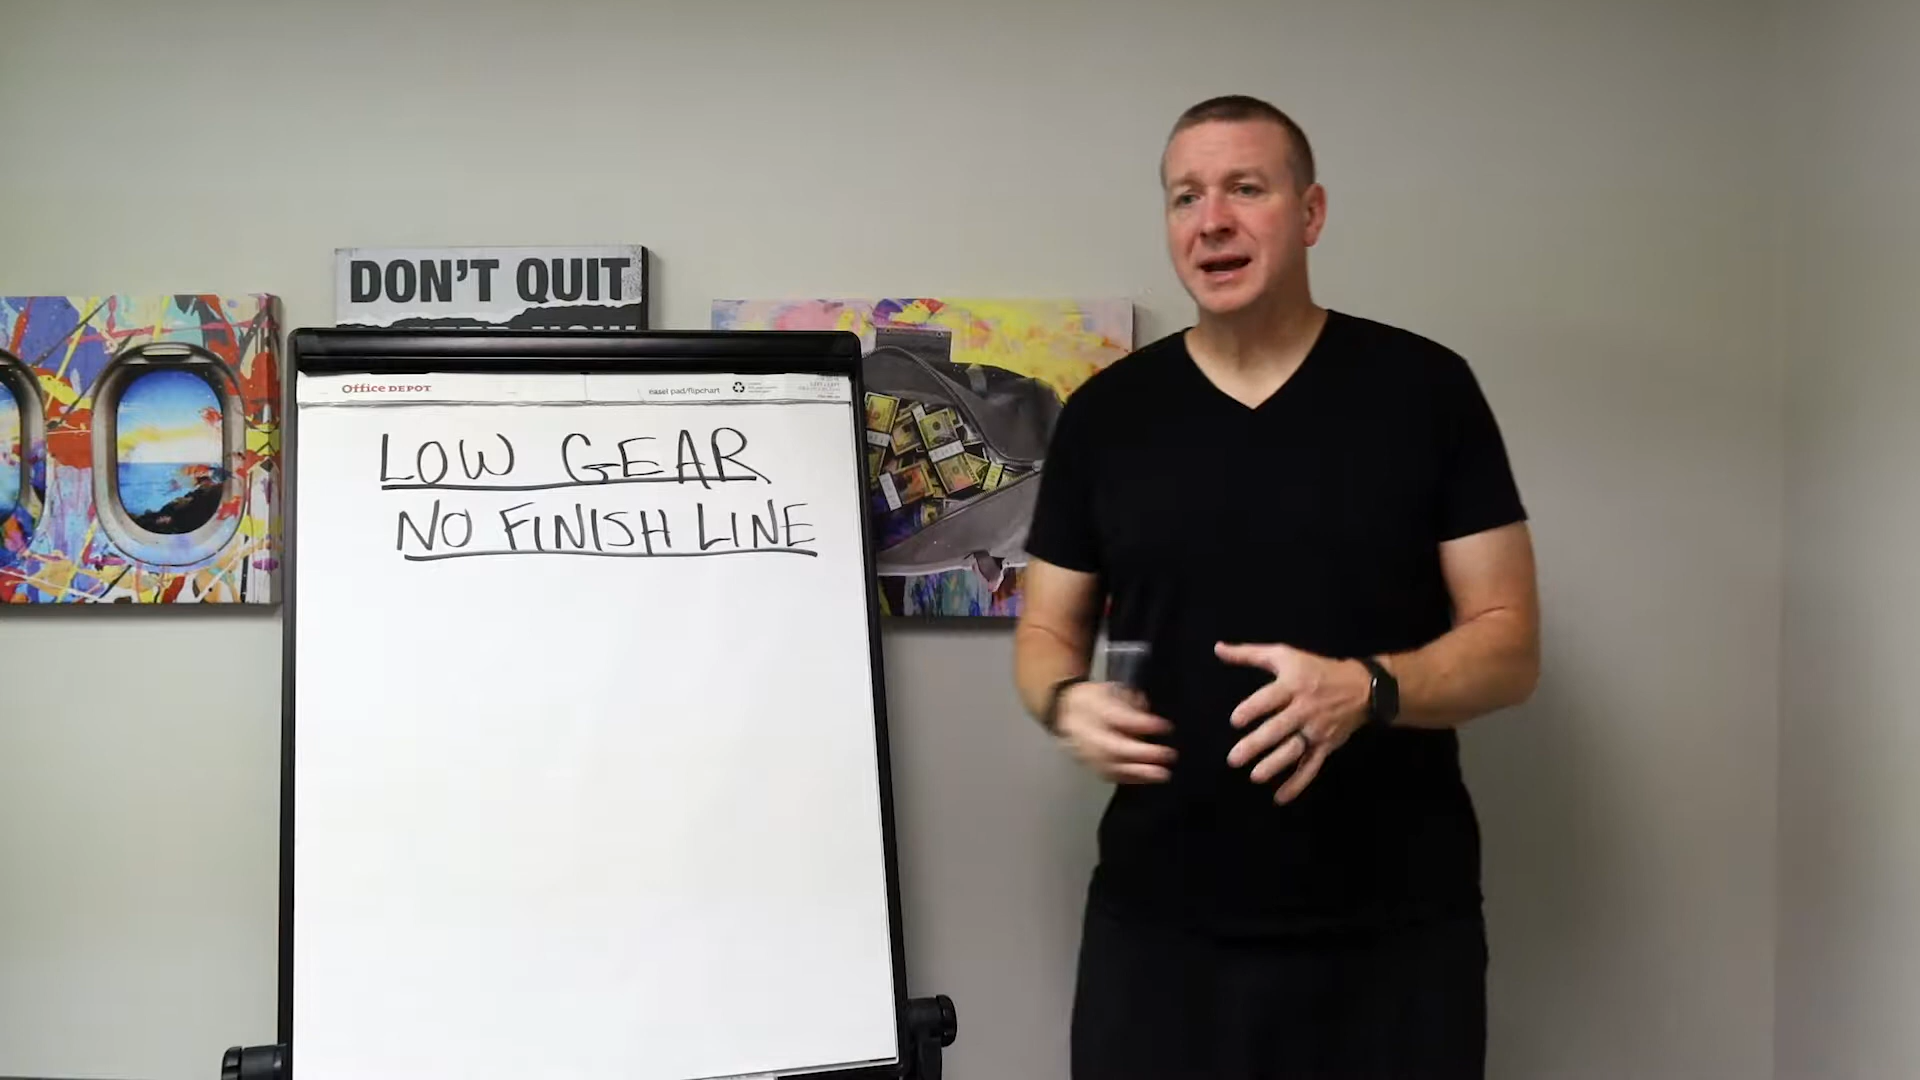 DON'T QUIT
Office DEPOT
easel pad/flipchart
LOW GEAR
NO FINISH LINE